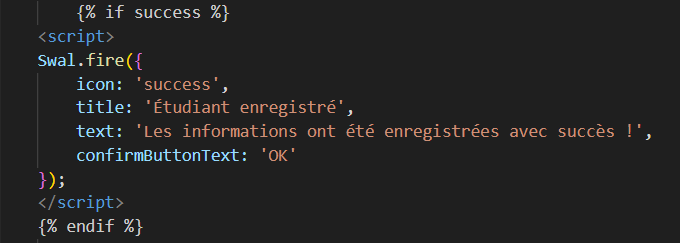 {% if success %}
<script>
Swal.fire({
icon: 'success',
title: 'Étudiant enregistré',
text: 'Les informations ont été enregistrées avec succès !',
confirmButtonText: 'OK'
});
</script>
{% endif %}